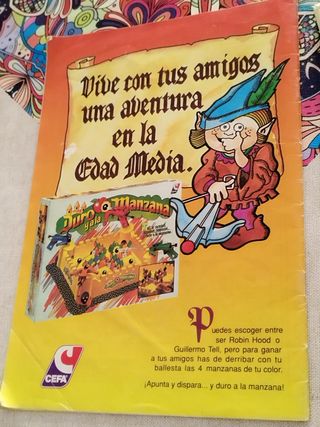 Vive con tus amigos
una aventura
en la
Edad Media.
Duro
a la Manzana
Puedes escoger entre
ser Robin Hood o
Guillermo Tell, pero para ganar
a tus amigos has de derribar con tu
ballesta las 4 manzanas de tu color.
¡Apunta y dispara... y duro a la manzana!
CEFA